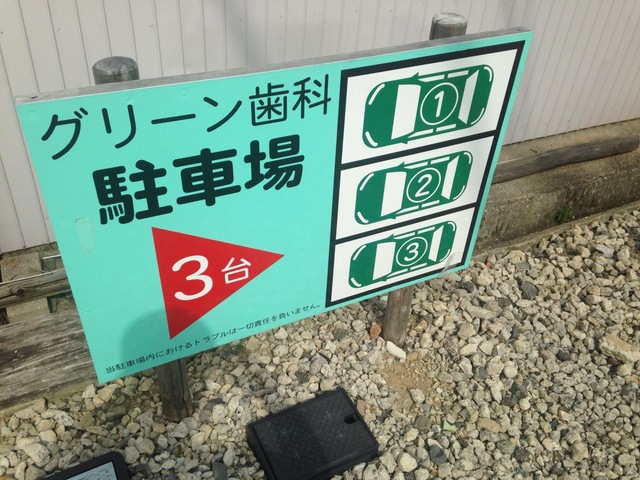 グリーン歯科
駐車場
3台
当駐車場内におけるトラブルは一切責任を負いません。
①
②
③